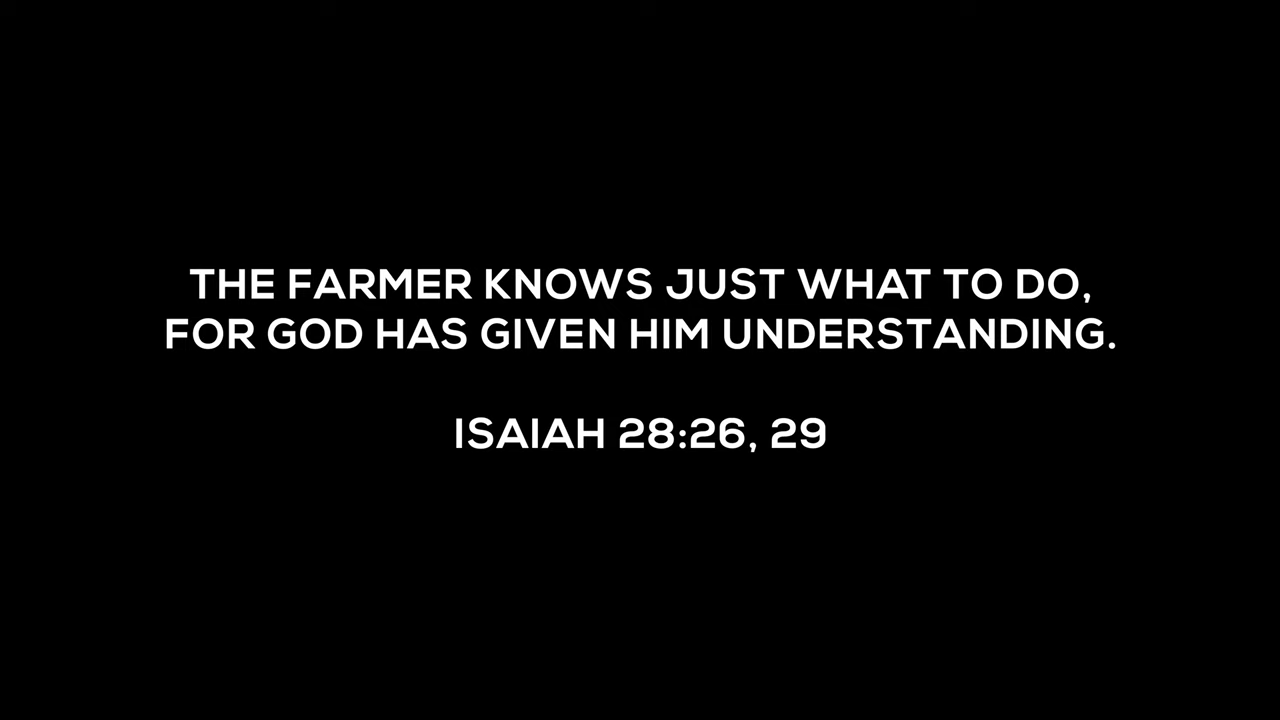 THE FARMER KNOWS JUST WHAT TO DO,
FOR GOD HAS GIVEN HIM UNDERSTANDING.
ISAIAH 28:26, 29